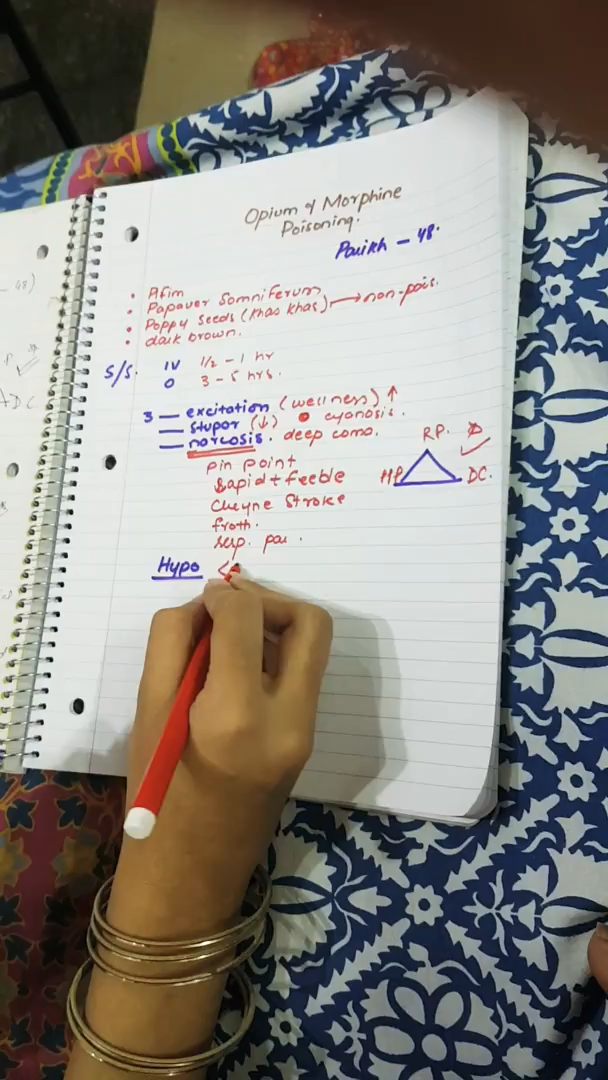 Opium & Morphine
Poisoning.
Parikh - 48.
• Afim
• Papaver Somniferum
• Poppy Seeds (Khas Khas) → non-pois.
• dark brown.
S/S. IV 1/2 - 1 hr
O 3 - 5 hrs.
3 — excitation (wellness) ↑
— stupor (↓) cyanosis.
— narcosis. deep coma.
RP.
MP DC.
pin point
Rapid + feeble
Cheyne Stroke
froth.
resp. par.
Hypo <
48)
DC